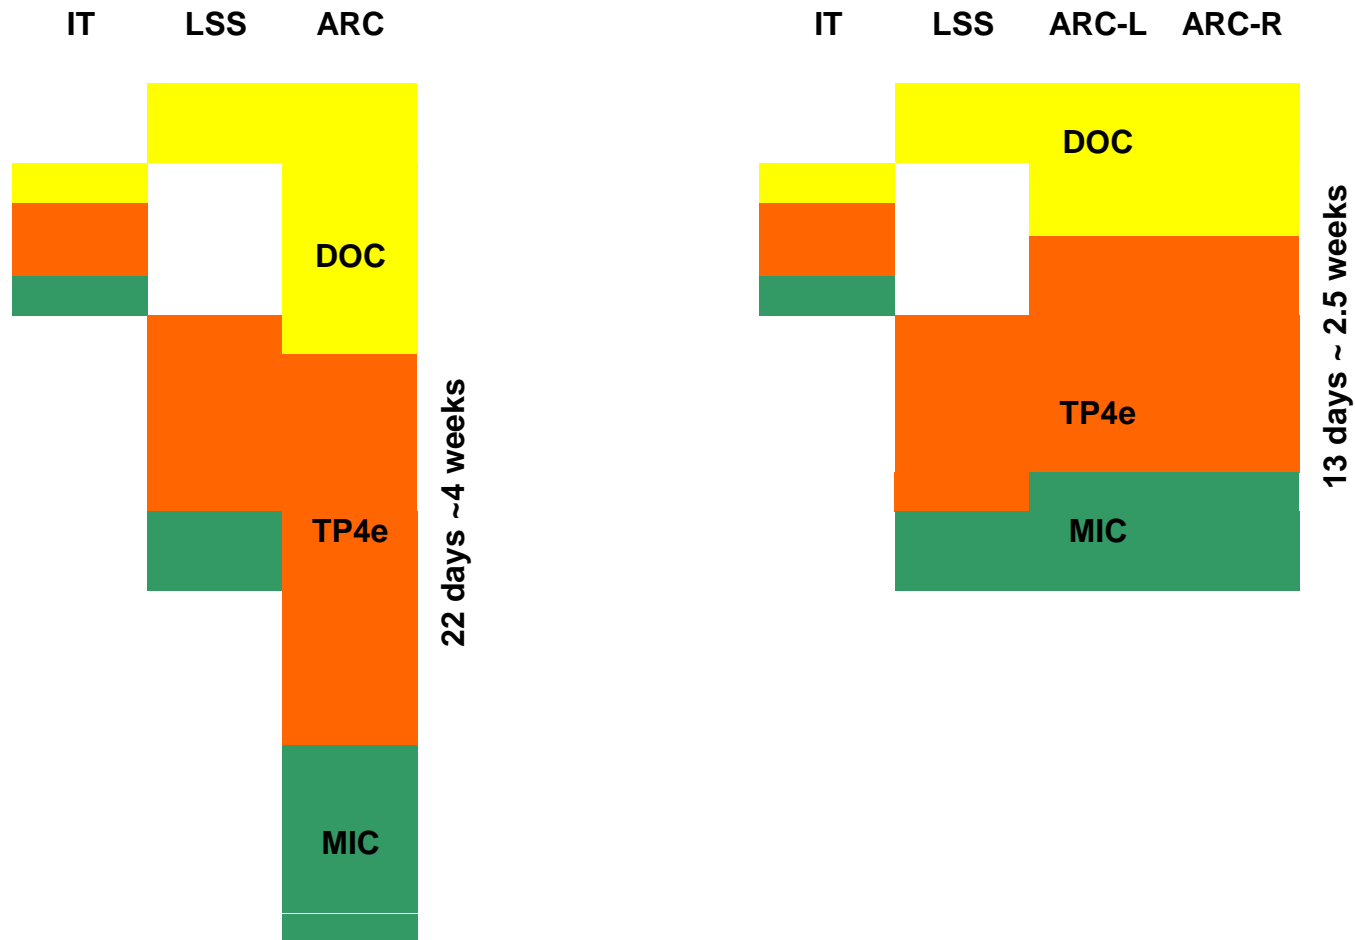 IT LSS ARC
DOC
TP4e
MIC
22 days ~4 weeks
IT LSS ARC-L ARC-R
DOC
TP4e
MIC
13 days ~ 2.5 weeks